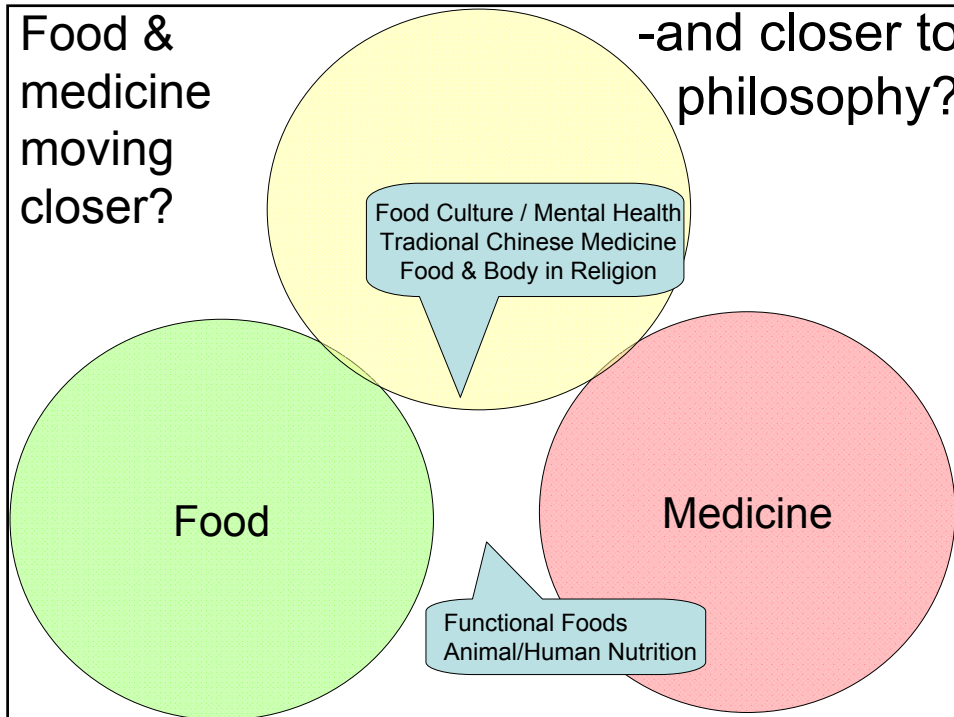 Food &
medicine
moving
closer?
-and closer to
philosophy?
Food Culture / Mental Health
Tradional Chinese Medicine
Food & Body in Religion
Food
Medicine
Functional Foods
Animal/Human Nutrition